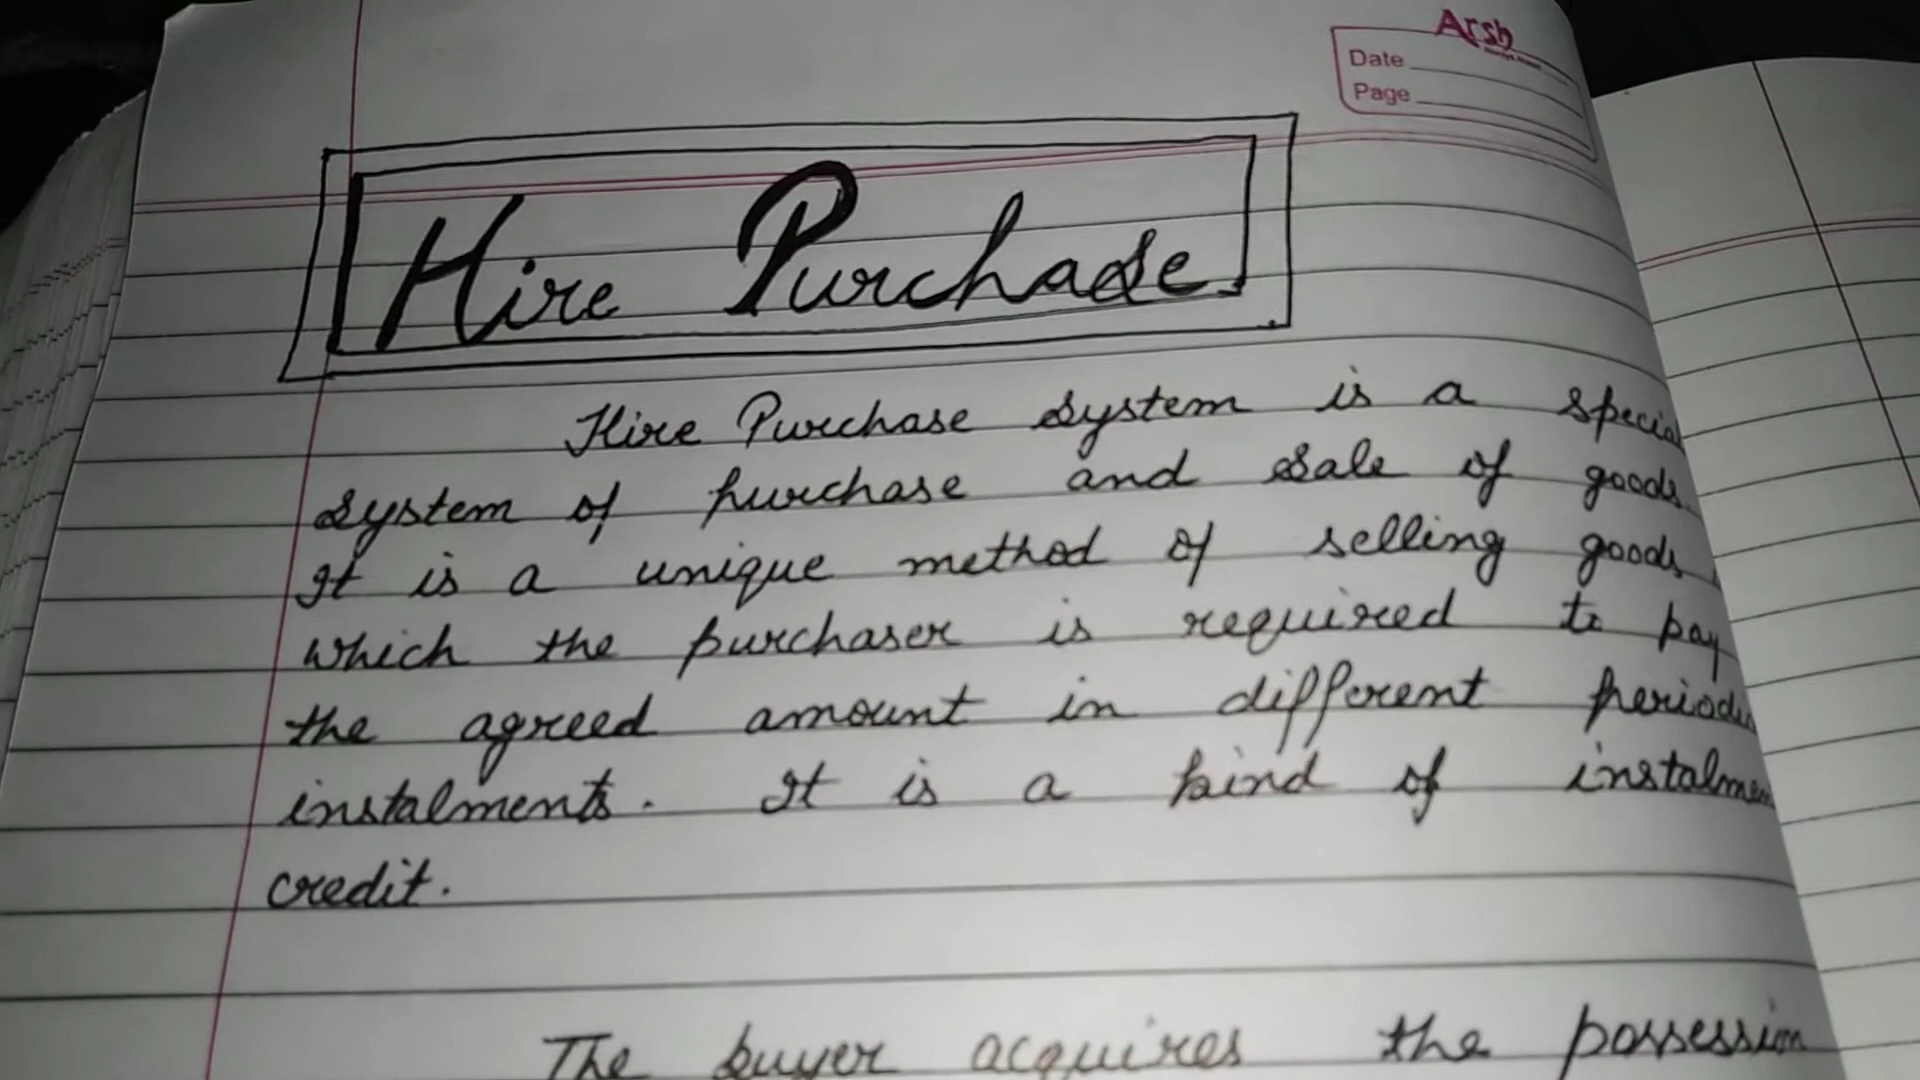 Arsh
Date
Page
Hire Purchase
Hire Purchase system is a special
system of purchase and sale of goods.
It is a unique method of selling goods
which the purchaser is required to pay
the agreed amount in different
instalments. It is a kind of
credit.
The buyer acquires the possession